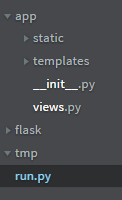 app
static
templates
__init__.py
views.py
flask
tmp
run.py